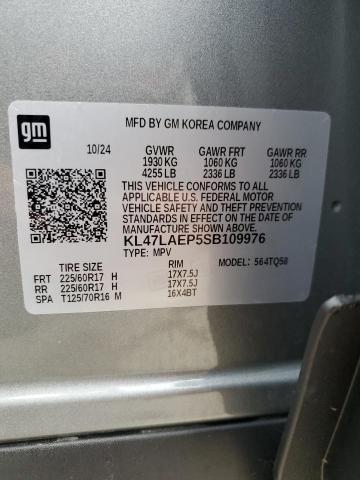 gm
MFD BY GM KOREA COMPANY
10/24 GVWR GAWR FRT GAWR RR
1930 KG 1060 KG 1060 KG
4255 LB 2336 LB 2336 LB
THIS VEHICLE CONFORMS TO ALL
APPLICABLE U.S. FEDERAL MOTOR
VEHICLE SAFETY AND THEFT PREVENTION
STANDARDS IN EFFECT ON THE
DATE OF MANUFACTURE SHOWN ABOVE.
KL47LAEP5SB109976
TYPE: MPV
TIRE SIZE RIM MODEL: 564TQ58
FRT 225/60R17 H 17X7.5J
RR 225/60R17 H 17X7.5J
SPA T125/70R16 M 16X4BT